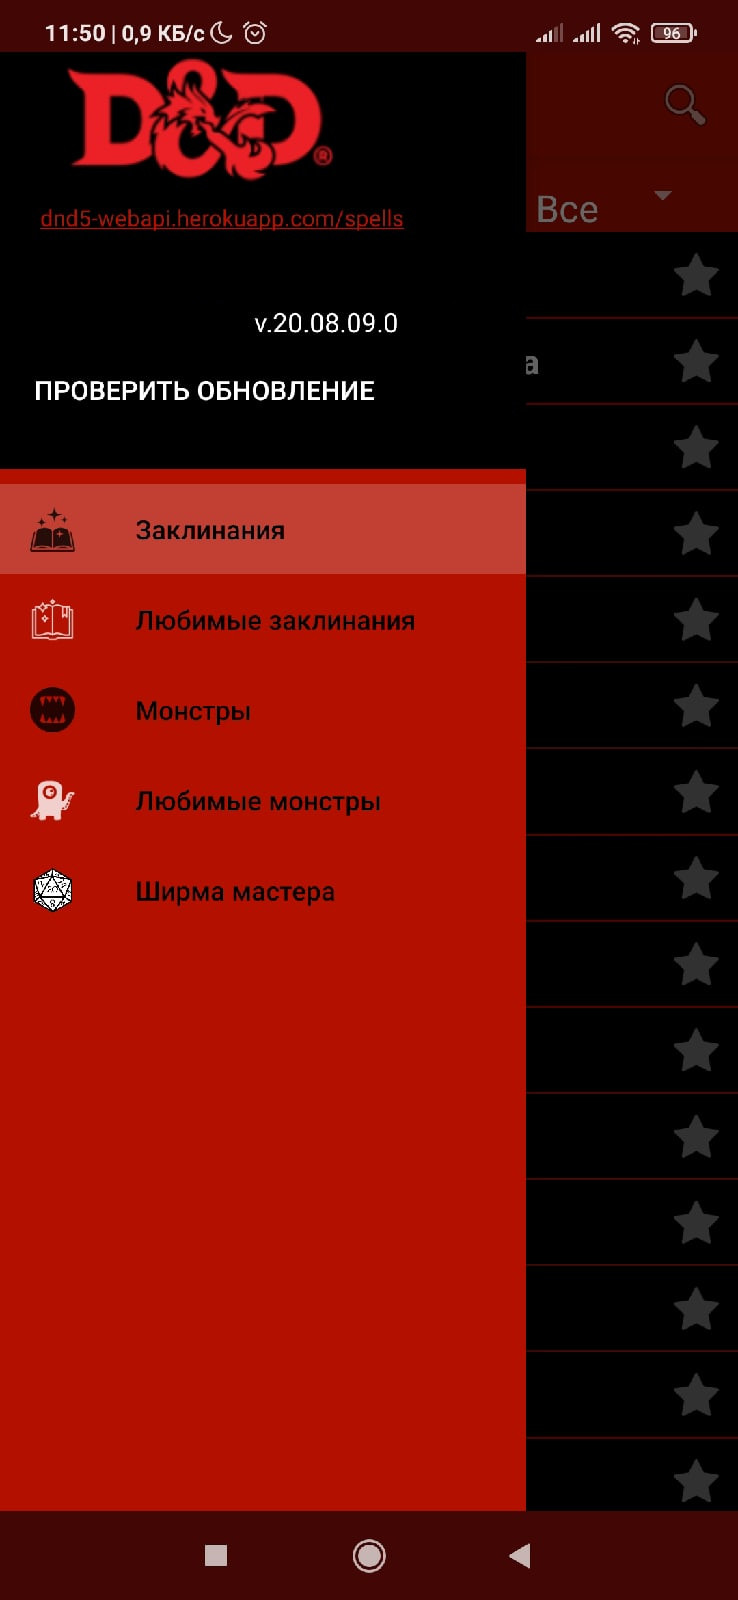 11:50 | 0,9 КБ/с 96
D&D®
dnd5-webapi.herokuapp.com/spells
Все
v.20.08.09.0
а
ПРОВЕРИТЬ ОБНОВЛЕНИЕ
Заклинания
Любимые заклинания
Монстры
Любимые монстры
Ширма мастера